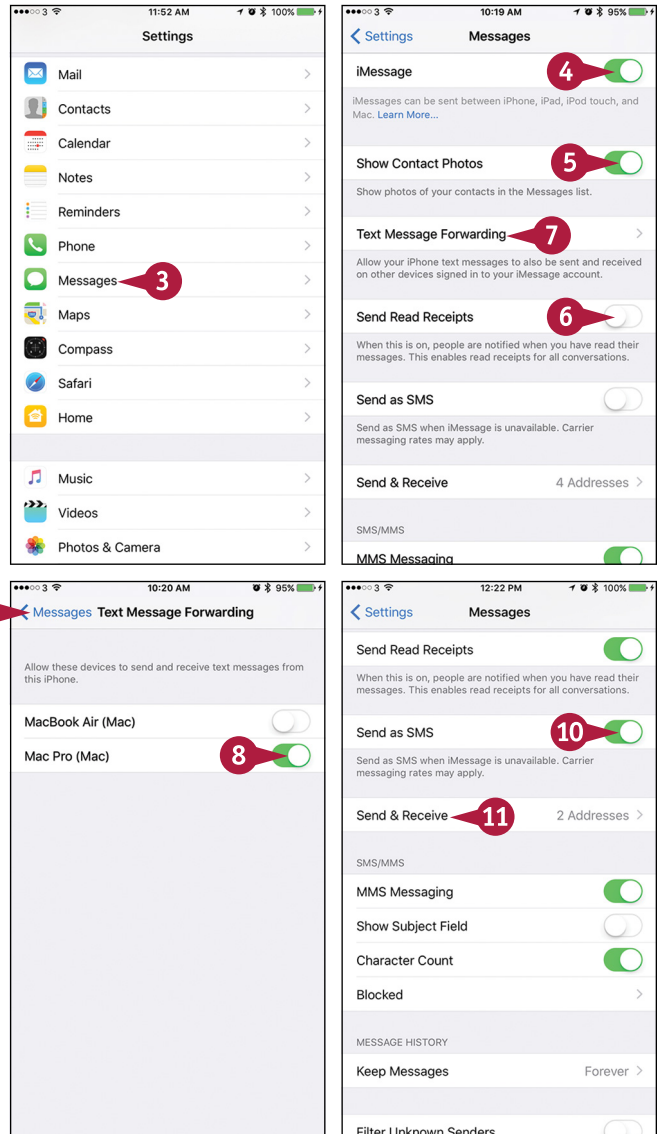 3 11:52 AM 100%
Settings
Mail
Contacts
Calendar
Notes
Reminders
Phone
Messages 3
Maps
Compass
Safari
Home
Music
Videos
Photos & Camera
3 10:19 AM 95%
Settings Messages
iMessage 4
iMessages can be sent between iPhone, iPad, iPod touch, and
Mac. Learn More...
Show Contact Photos 5
Show photos of your contacts in the Messages list.
Text Message Forwarding 7
Allow your iPhone text messages to also be sent and received
on other devices signed in to your iMessage account.
Send Read Receipts 6
When this is on, people are notified when you have read their
messages. This enables read receipts for all conversations.
Send as SMS
Send as SMS when iMessage is unavailable. Carrier
messaging rates may apply.
Send & Receive 4 Addresses
SMS/MMS
MMS Messaging
3 10:20 AM 95%
Messages Text Message Forwarding
Allow these devices to send and receive text messages from
this iPhone.
MacBook Air (Mac)
Mac Pro (Mac) 8
3 12:22 PM 100%
Settings Messages
Send Read Receipts
When this is on, people are notified when you have read their
messages. This enables read receipts for all conversations.
Send as SMS 10
Send as SMS when iMessage is unavailable. Carrier
messaging rates may apply.
Send & Receive 11 2 Addresses
SMS/MMS
MMS Messaging
Show Subject Field
Character Count
Blocked
MESSAGE HISTORY
Keep Messages Forever
Filter Unknown Senders